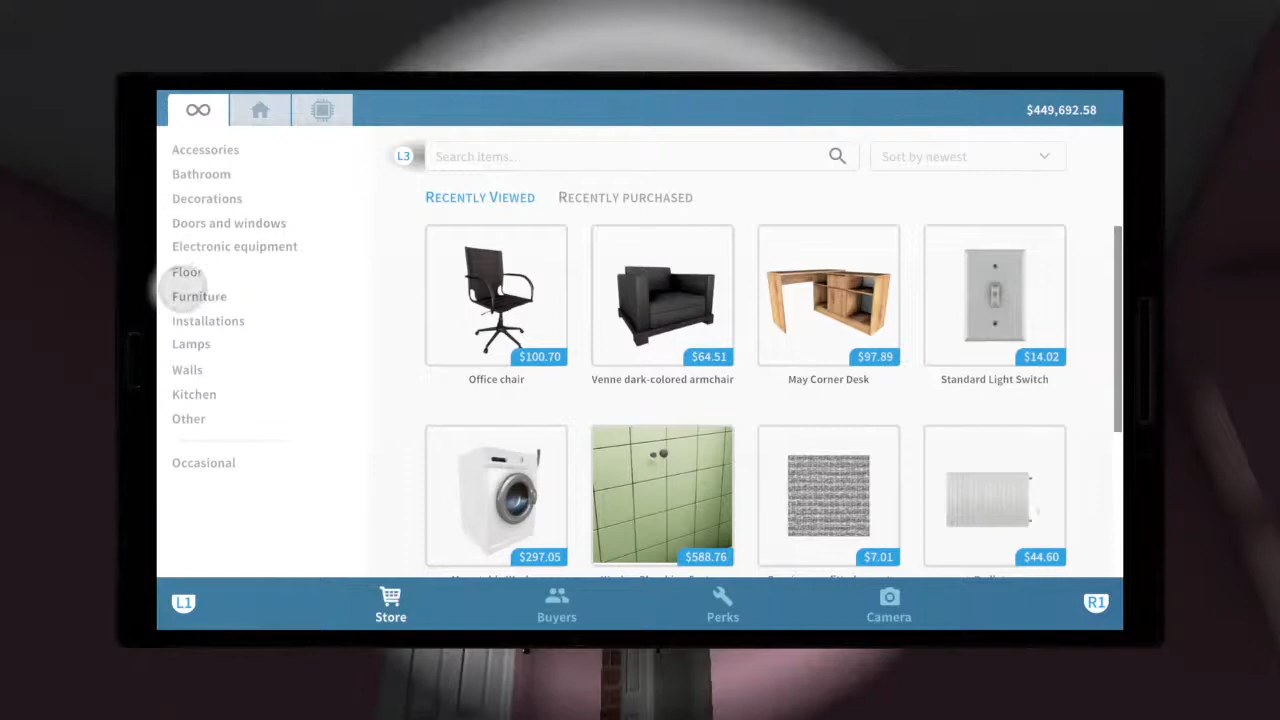 $449,692.58
L3
Search items...
Sort by newest
Accessories
Bathroom
Decorations
Doors and windows
Electronic equipment
Floor
Furniture
Installations
Lamps
Walls
Kitchen
Other
Occasional
RECENTLY VIEWED
RECENTLY PURCHASED
$100.70
$64.51
$97.89
$14.02
Office chair
Venne dark-colored armchair
May Corner Desk
Standard Light Switch
$297.05
$588.76
$7.01
$44.60
L1
Store
Buyers
Perks
Camera
R1